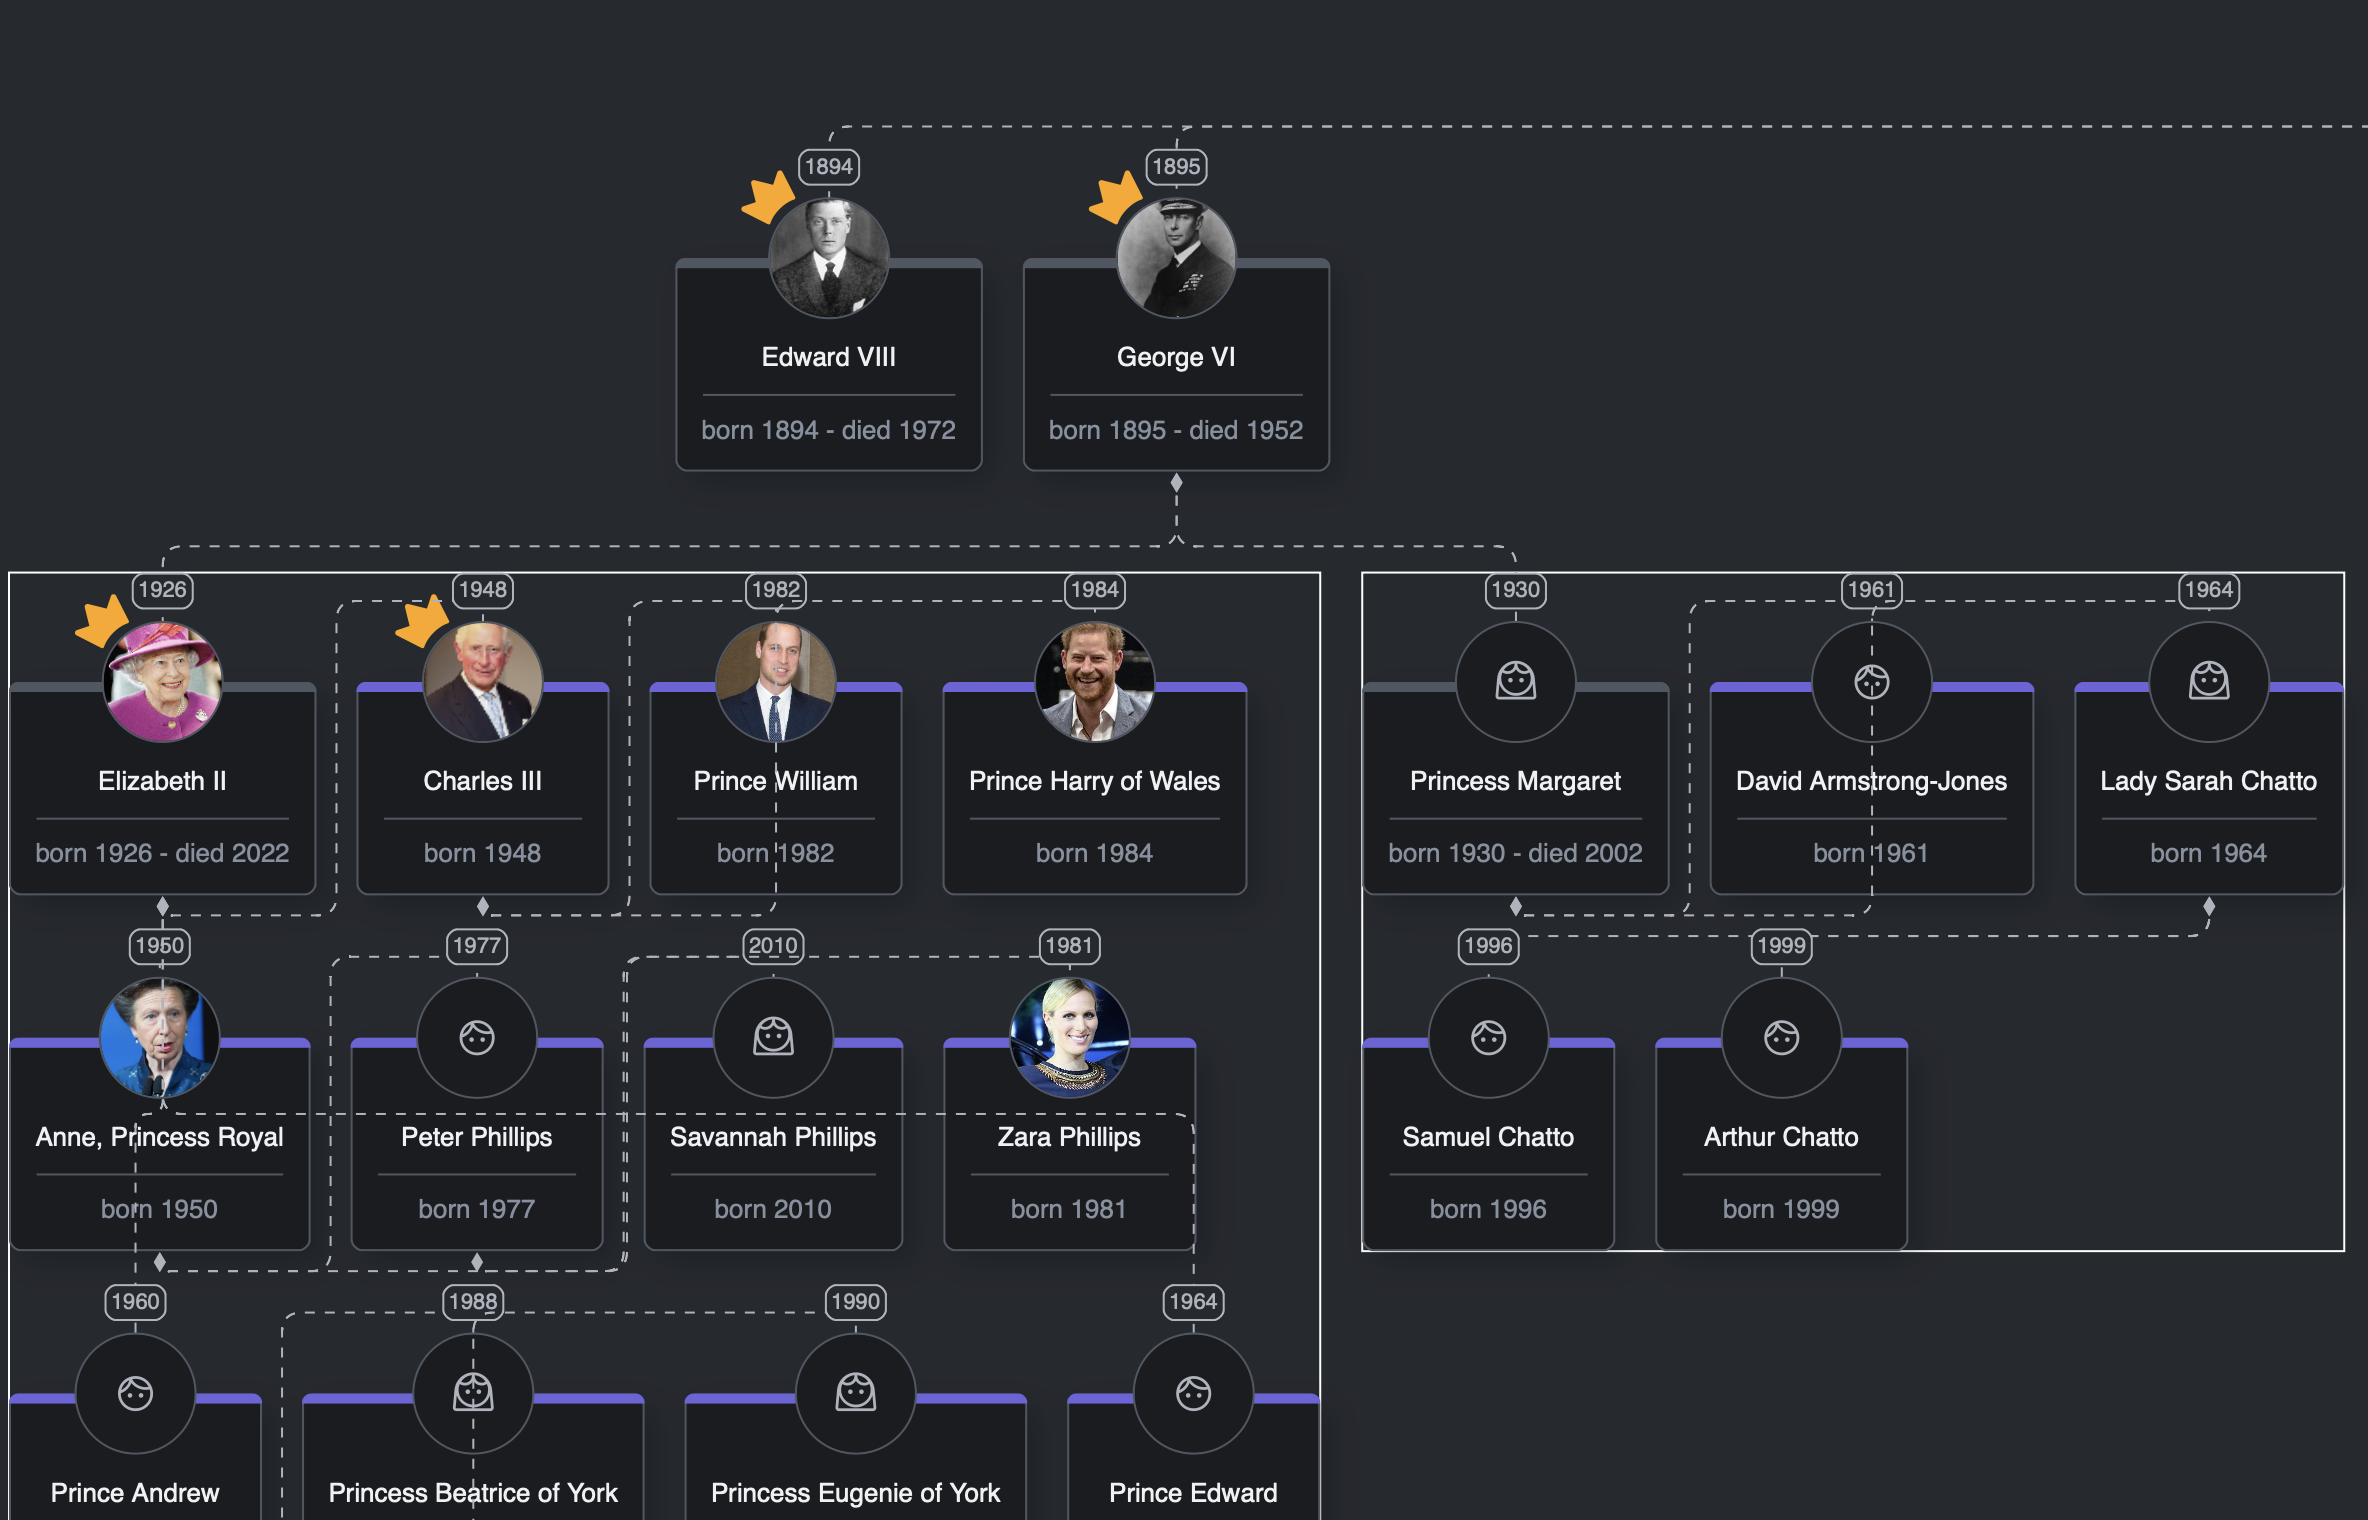 1894
1895
Edward VIII
born 1894 - died 1972
George VI
born 1895 - died 1952
1926
1948
1982
1984
Elizabeth II
born 1926 - died 2022
Charles III
born 1948
Prince William
born 1982
Prince Harry of Wales
born 1984
1930
1961
1964
Princess Margaret
born 1930 - died 2002
David Armstrong-Jones
born 1961
Lady Sarah Chatto
born 1964
1950
1977
2010
1981
Anne, Princess Royal
born 1950
Peter Phillips
born 1977
Savannah Phillips
born 2010
Zara Phillips
born 1981
1996
1999
Samuel Chatto
born 1996
Arthur Chatto
born 1999
1960
1988
1990
1964
Prince Andrew
Princess Beatrice of York
Princess Eugenie of York
Prince Edward